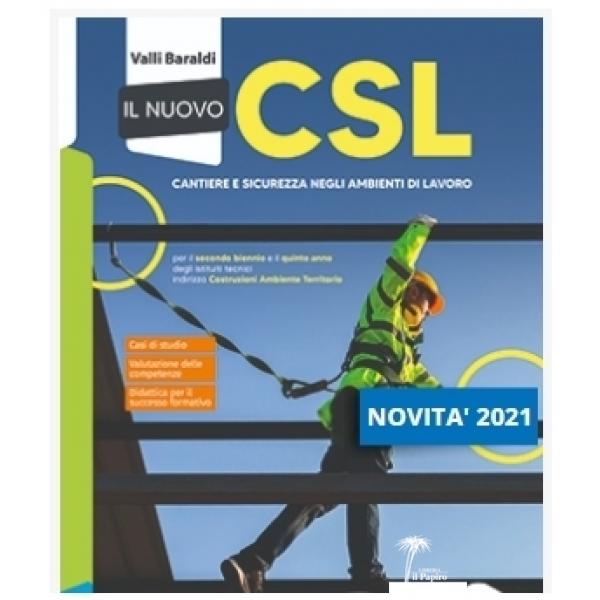 Valli Baraldi
IL NUOVO
CSL
CANTIERE E SICUREZZA NEGLI AMBIENTI DI LAVORO
per il secondo biennio e il quinto anno
degli istituti tecnici
indirizzo Costruzioni Ambiente Territorio
Casi di studio
Valutazione delle
competenze
Didattica per il
successo formativo
NOVITA' 2021
LIBRERIA
il Papiro